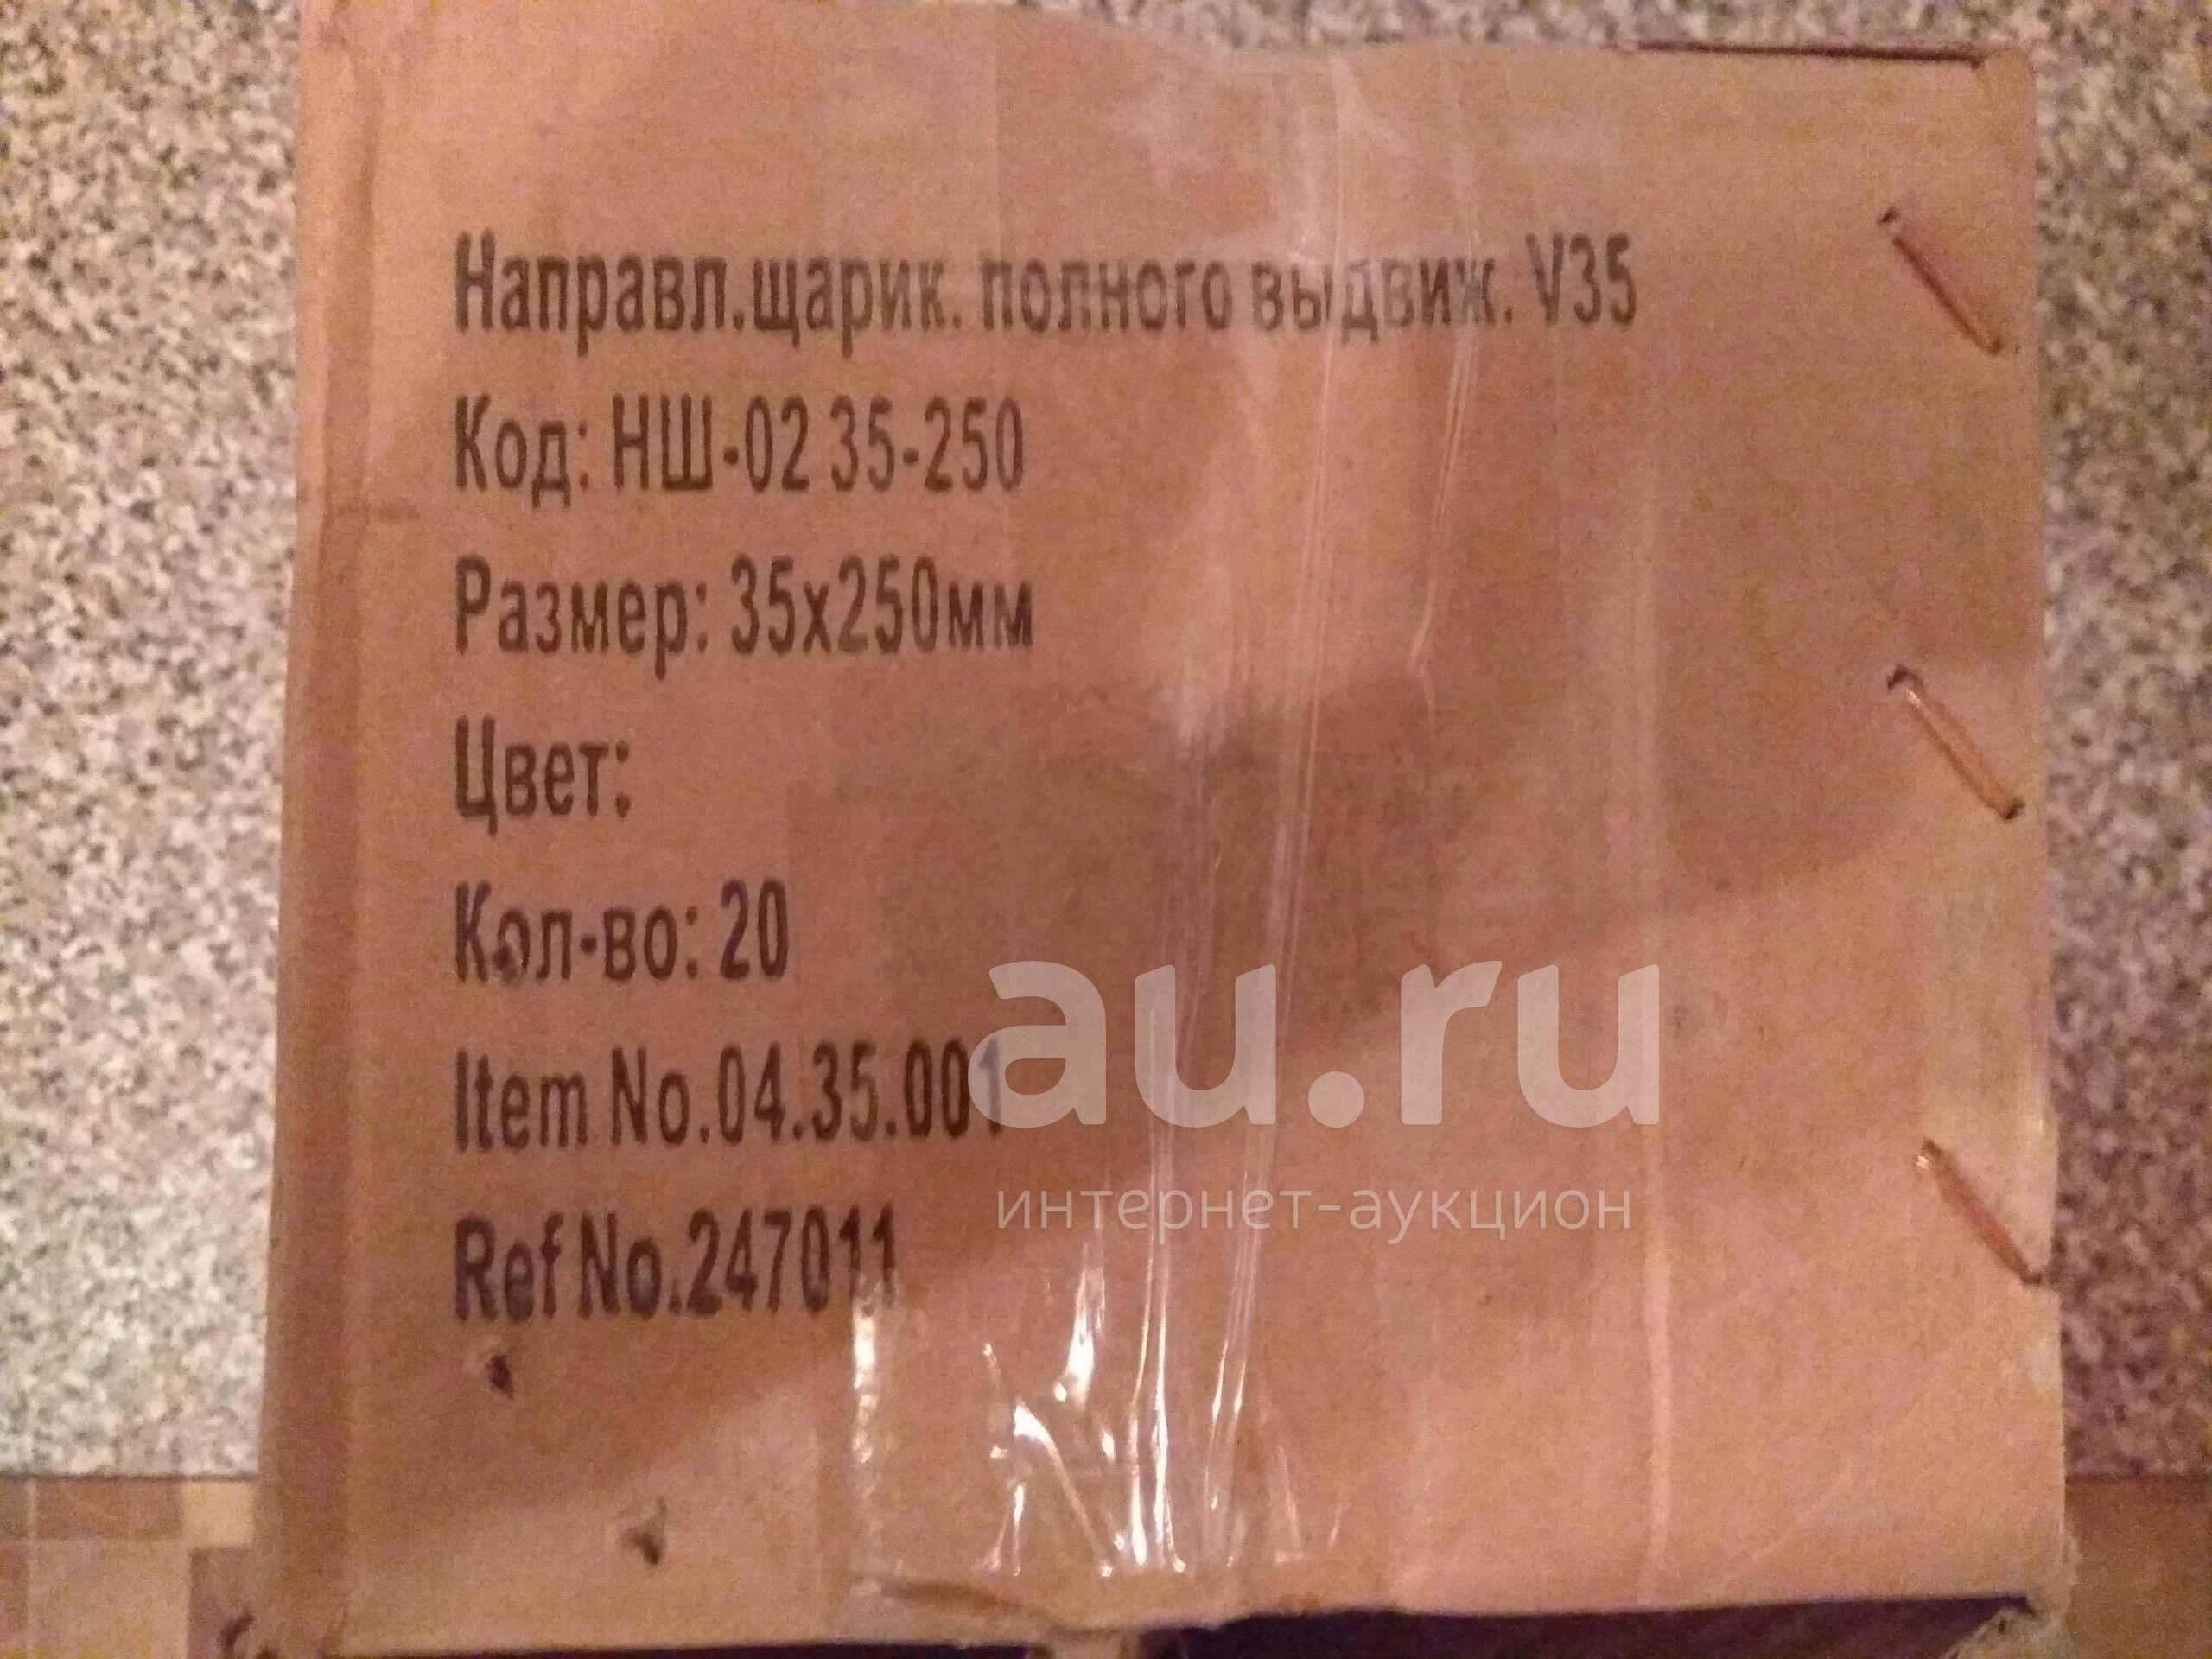 Направл.щарик. полного выдвиж. V35
Код: НШ-02 35-250
Размер: 35х250мм
Цвет:
Кол-во: 20
Item No.04.35.001
Ref No.247011
au.ru
интернет-аукцион